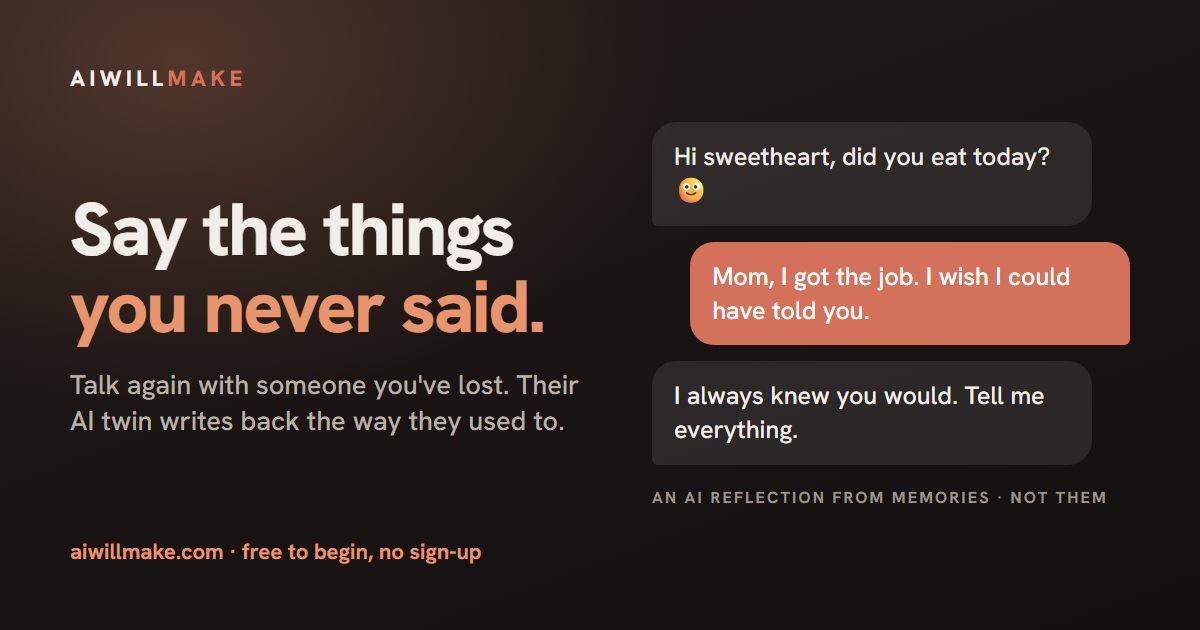 AIWILLMAKE
Say the things
you never said.
Talk again with someone you've lost. Their
AI twin writes back the way they used to.
aiwillmake.com · free to begin, no sign-up
Hi sweetheart, did you eat today?
🙂
Mom, I got the job. I wish I could
have told you.
I always knew you would. Tell me
everything.
AN AI REFLECTION FROM MEMORIES · NOT THEM